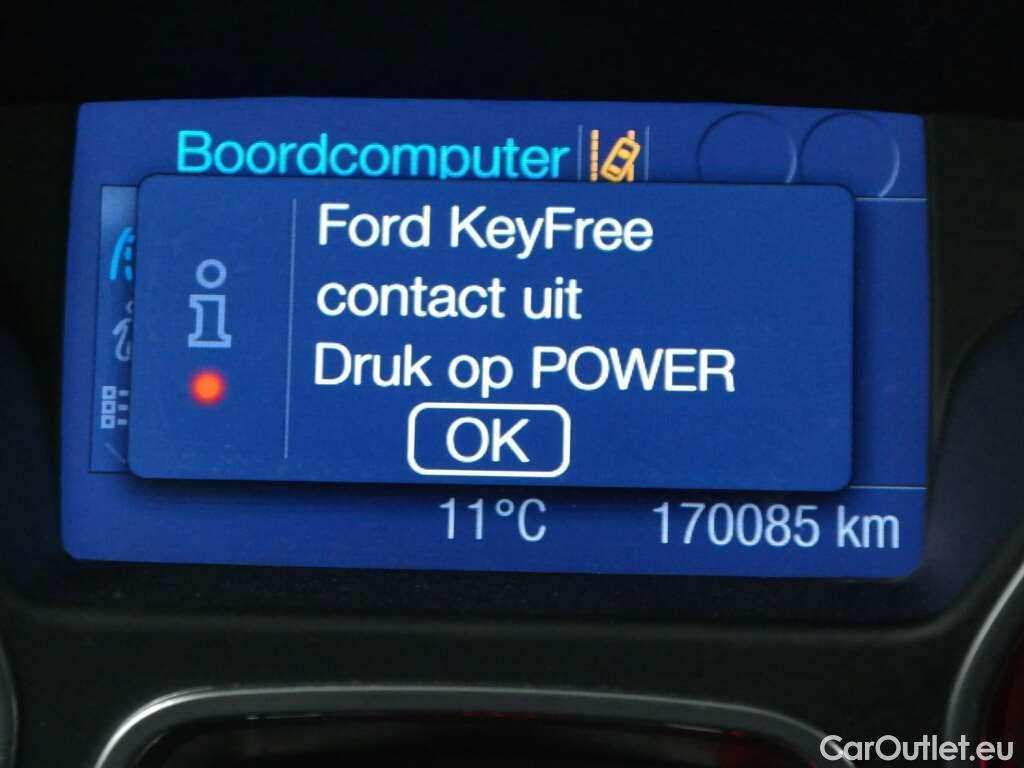 Boordcomputer
Ford KeyFree
contact uit
Druk op POWER
OK
11°C 170085 km
CarOutlet.eu